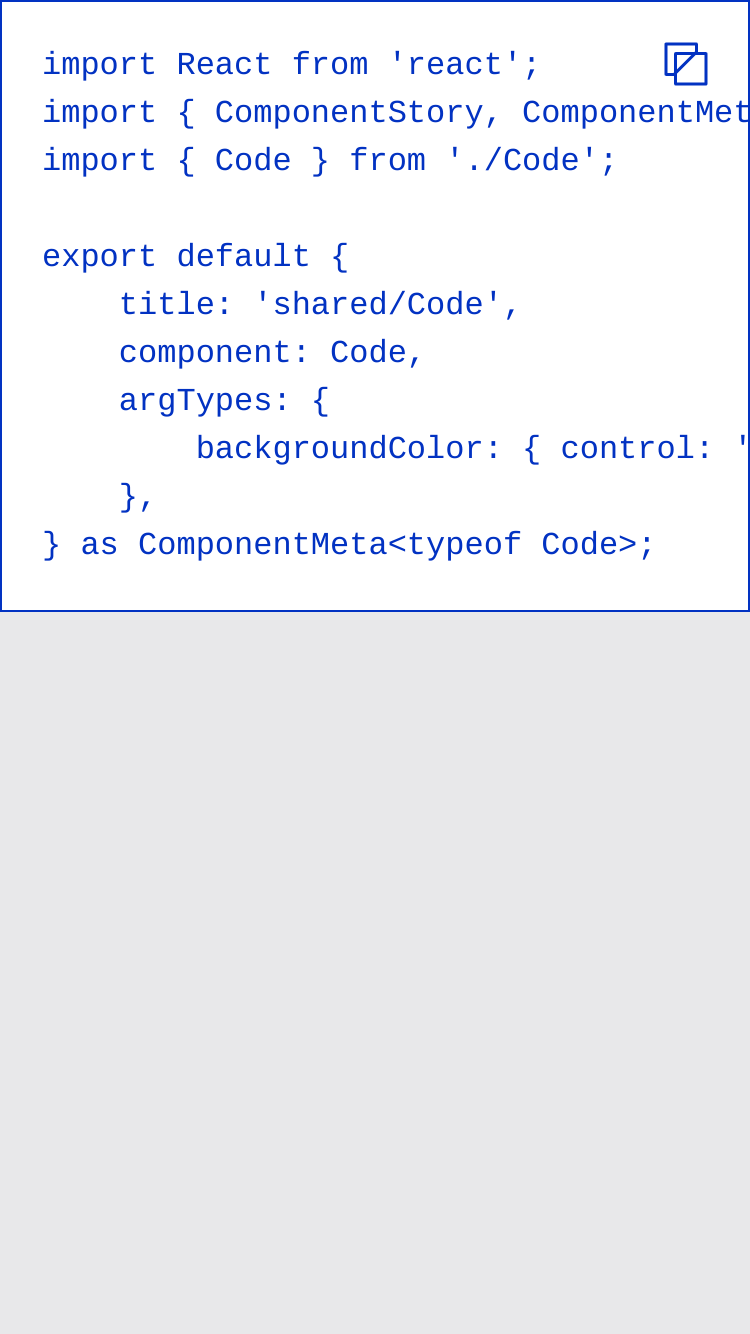 import React from 'react';
import { ComponentStory, ComponentMet
import { Code } from './Code';

export default {
    title: 'shared/Code',
    component: Code,
    argTypes: {
        backgroundColor: { control: '
    },
} as ComponentMeta<typeof Code>;